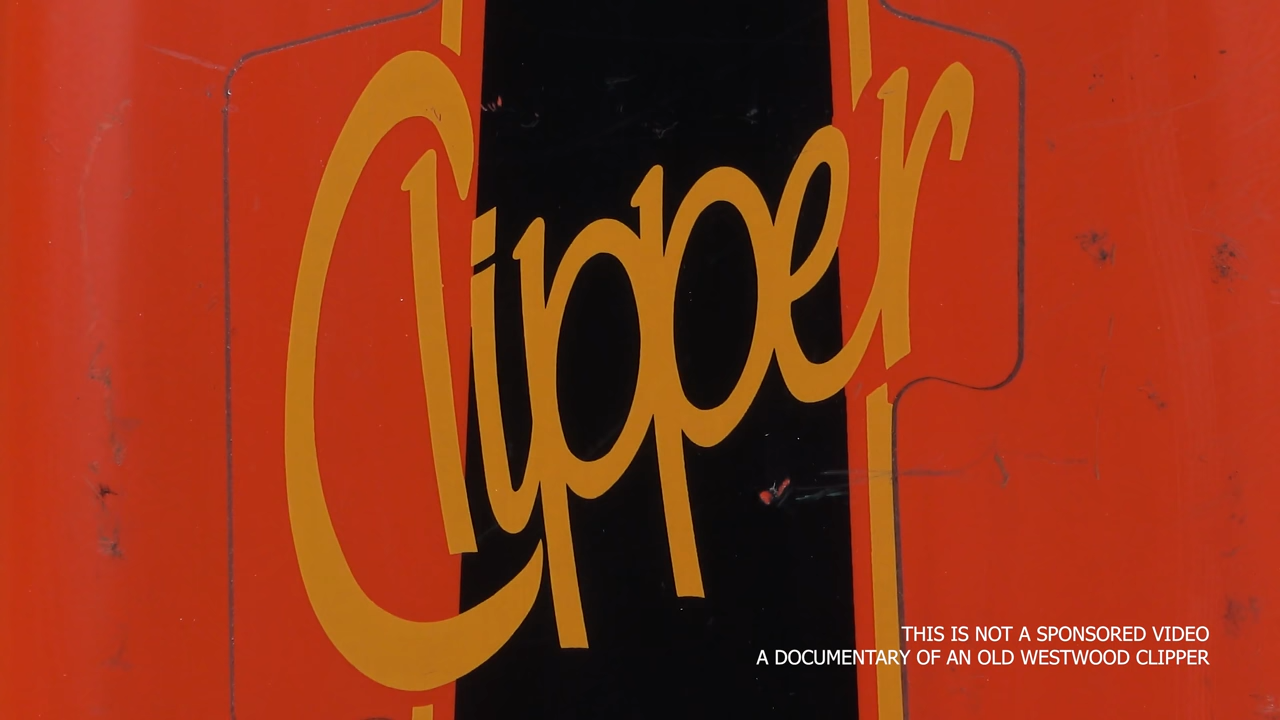 Clipper
THIS IS NOT A SPONSORED VIDEO
A DOCUMENTARY OF AN OLD WESTWOOD CLIPPER